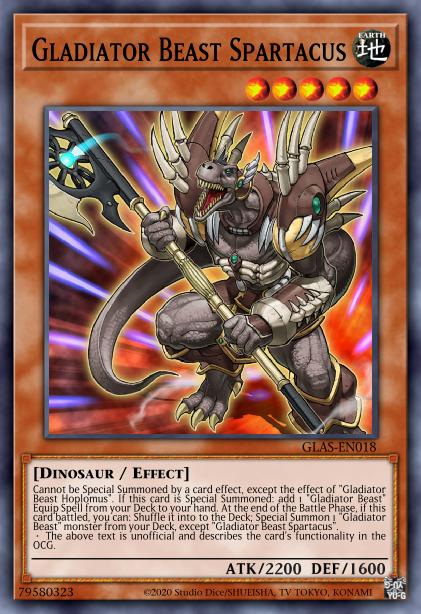 Gladiator Beast Spartacus
EARTH
地
GLAS-EN018
[Dinosaur / Effect]
Cannot be Special Summoned by a card effect, except the effect of "Gladiator
Beast Hoplomus". If this card is Special Summoned: add 1 "Gladiator Beast"
Equip Spell from your Deck to your hand. At the end of the Battle Phase, if this
card battled, you can: Shuffle it into to the Deck; Special Summon 1 "Gladiator
Beast" monster from your Deck, except "Gladiator Beast Spartacus".
· The above text is unofficial and describes the card's functionality in the
OCG.
ATK/2200 DEF/1600
79580323
©2020 Studio Dice/SHUEISHA, TV TOKYO, KONAMI